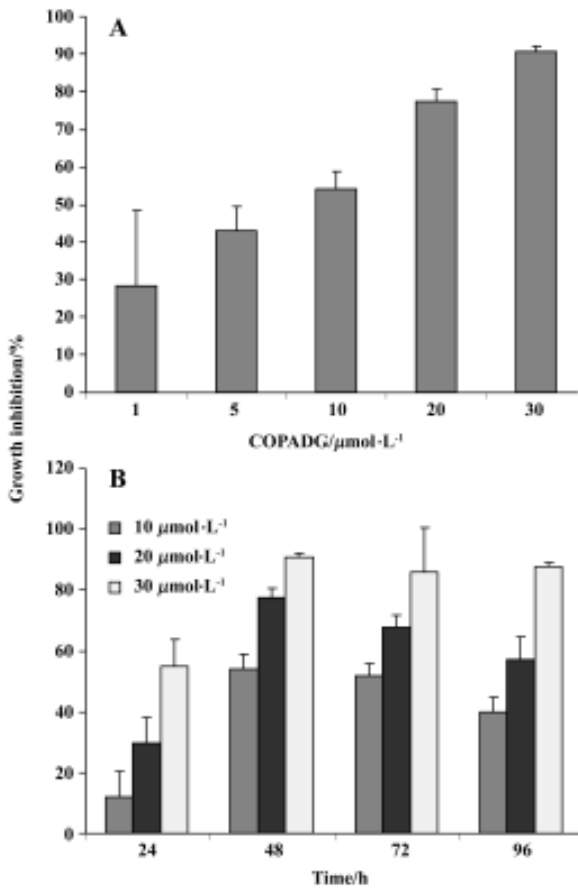 A
100
90
80
70
60
50
40
30
20
10
0
1 5 10 20 30
COPADG/μmol·L⁻¹
Growth inhibition/%
B
120
100
80
60
40
20
0
10 μmol·L⁻¹
20 μmol·L⁻¹
30 μmol·L⁻¹
24 48 72 96
Time/h